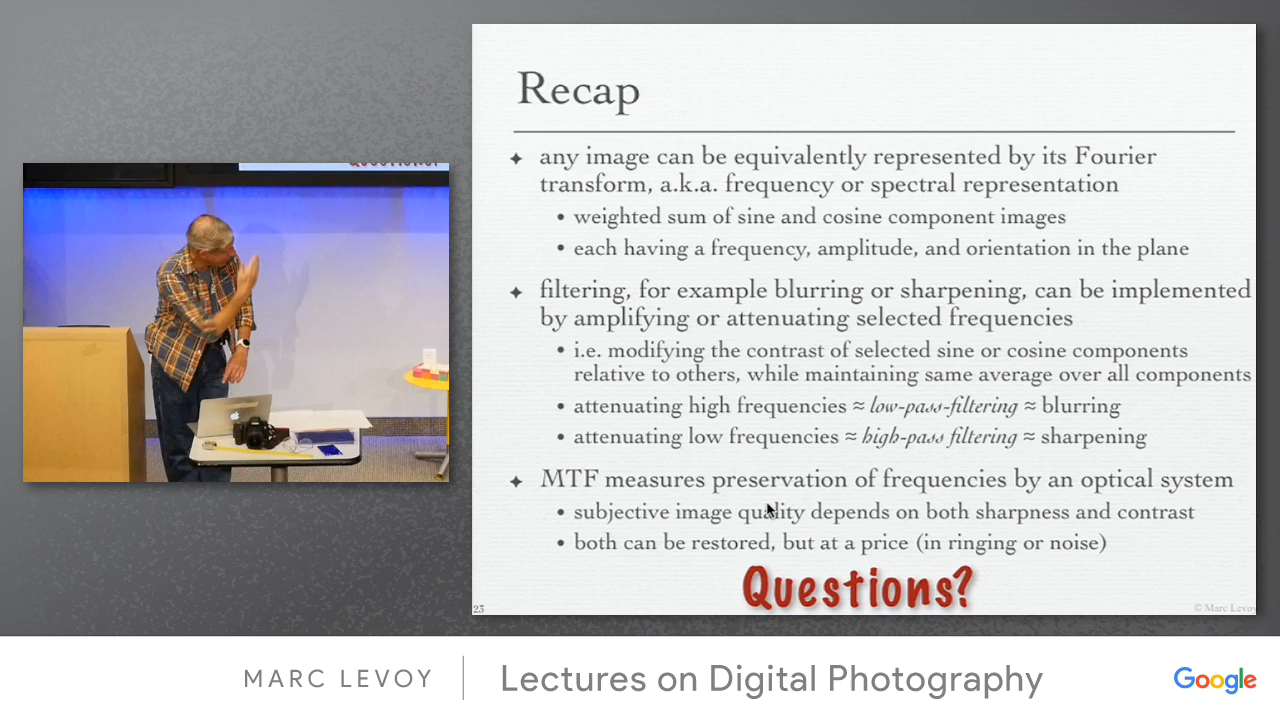 Recap
✦ any image can be equivalently represented by its Fourier
transform, a.k.a. frequency or spectral representation
• weighted sum of sine and cosine component images
• each having a frequency, amplitude, and orientation in the plane
✦ filtering, for example blurring or sharpening, can be implemented
by amplifying or attenuating selected frequencies
• i.e. modifying the contrast of selected sine or cosine components
relative to others, while maintaining same average over all components
• attenuating high frequencies ≈ low-pass-filtering ≈ blurring
• attenuating low frequencies ≈ high-pass filtering ≈ sharpening
✦ MTF measures preservation of frequencies by an optical system
• subjective image quality depends on both sharpness and contrast
• both can be restored, but at a price (in ringing or noise)
Questions?
23
© Marc Levoy
MARC LEVOY
Lectures on Digital Photography
Google